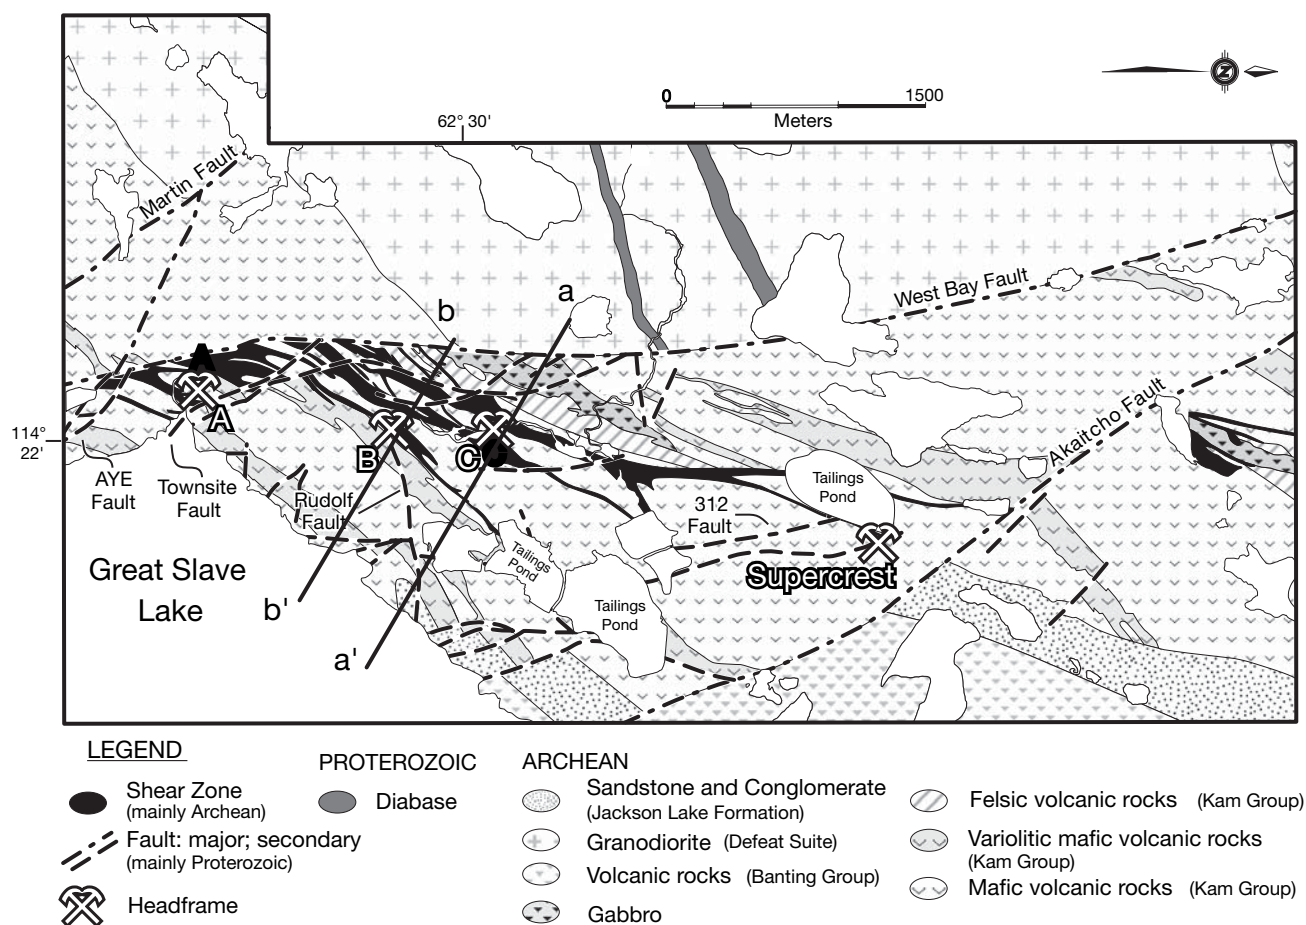 0
1500
Meters
N
62° 30'
Martin Fault
a
b
West Bay Fault
A
A
Akaitcho Fault
114°
22'
B
C
C
AYE
Fault
Townsite
Fault
Rudolf
Fault
312
Fault
Tailings
Pond
Tailings
Pond
Supercrest
Great Slave
Lake
Tailings
Pond
b'
a'
LEGEND
Shear Zone
(mainly Archean)
Fault: major; secondary
(mainly Proterozoic)
Headframe
PROTEROZOIC
Diabase
ARCHEAN
Sandstone and Conglomerate
(Jackson Lake Formation)
Granodiorite (Defeat Suite)
Volcanic rocks (Banting Group)
Gabbro
Felsic volcanic rocks (Kam Group)
Variolitic mafic volcanic rocks
(Kam Group)
Mafic volcanic rocks (Kam Group)